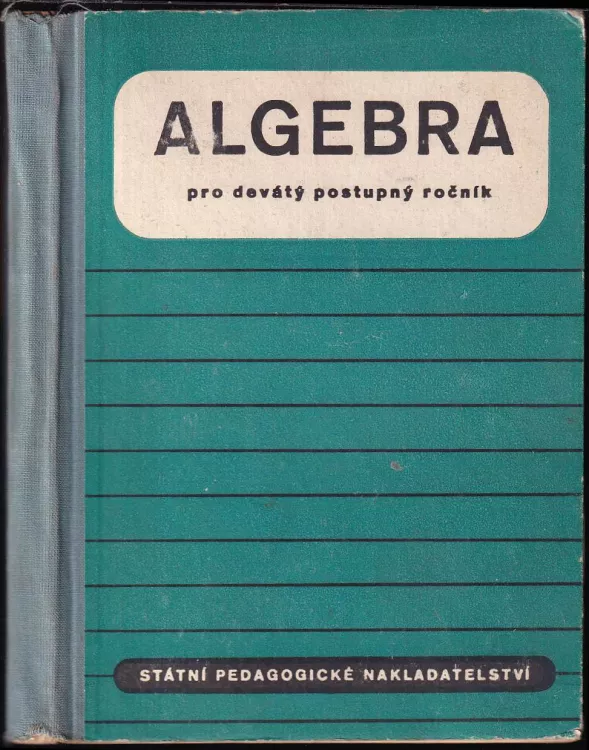 ALGEBRA
pro devátý postupný ročník
STÁTNÍ PEDAGOGICKÉ NAKLADATELSTVÍ